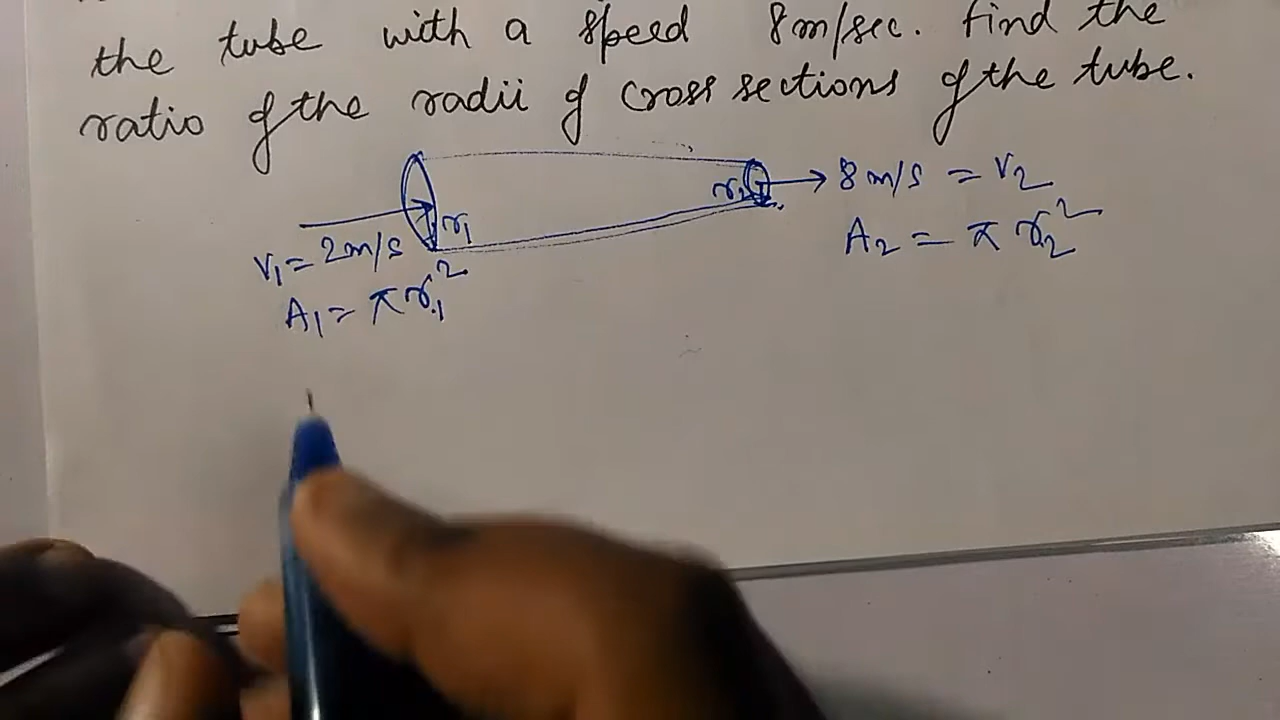 the tube with a speed 8m/sec. find the
ratio of the radii of cross sections of the tube.
r₂ 8 m/s = V₂
r₁
V₁ = 2m/s
A₂ = π r₂²
A₁ = π r₁²